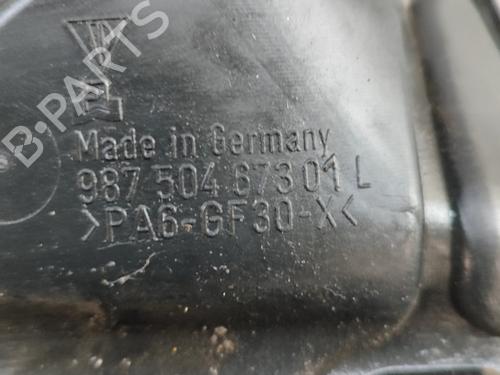 Made in Germany
987 504 673 01 L
>PA6-GF30-X<
B-PARTS